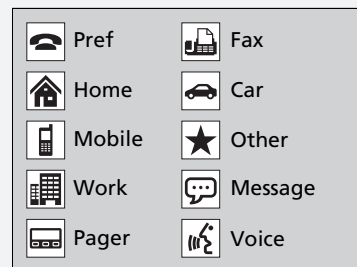 Pref
Home
Mobile
Work
Pager
Fax
Car
Other
Message
Voice